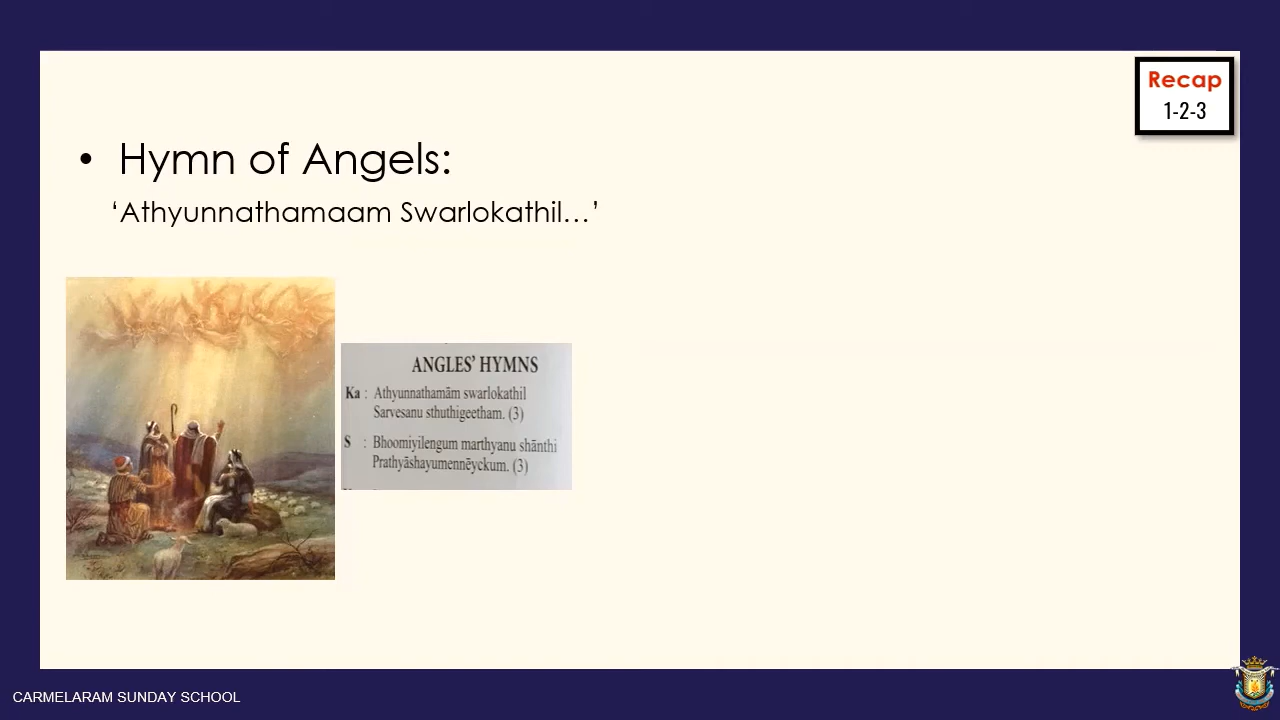 Recap
1-2-3
• Hymn of Angels:
‘Athyunnathamaam Swarlokathil…’
ANGLES' HYMNS
Ka : Athyunnathamām swarlokathil
Sarvesanu sthuthigeetham. (3)
S : Bhoomiyilengum marthyanu shānthi
Prathyāshayumennēyckum. (3)
CARMELARAM SUNDAY SCHOOL